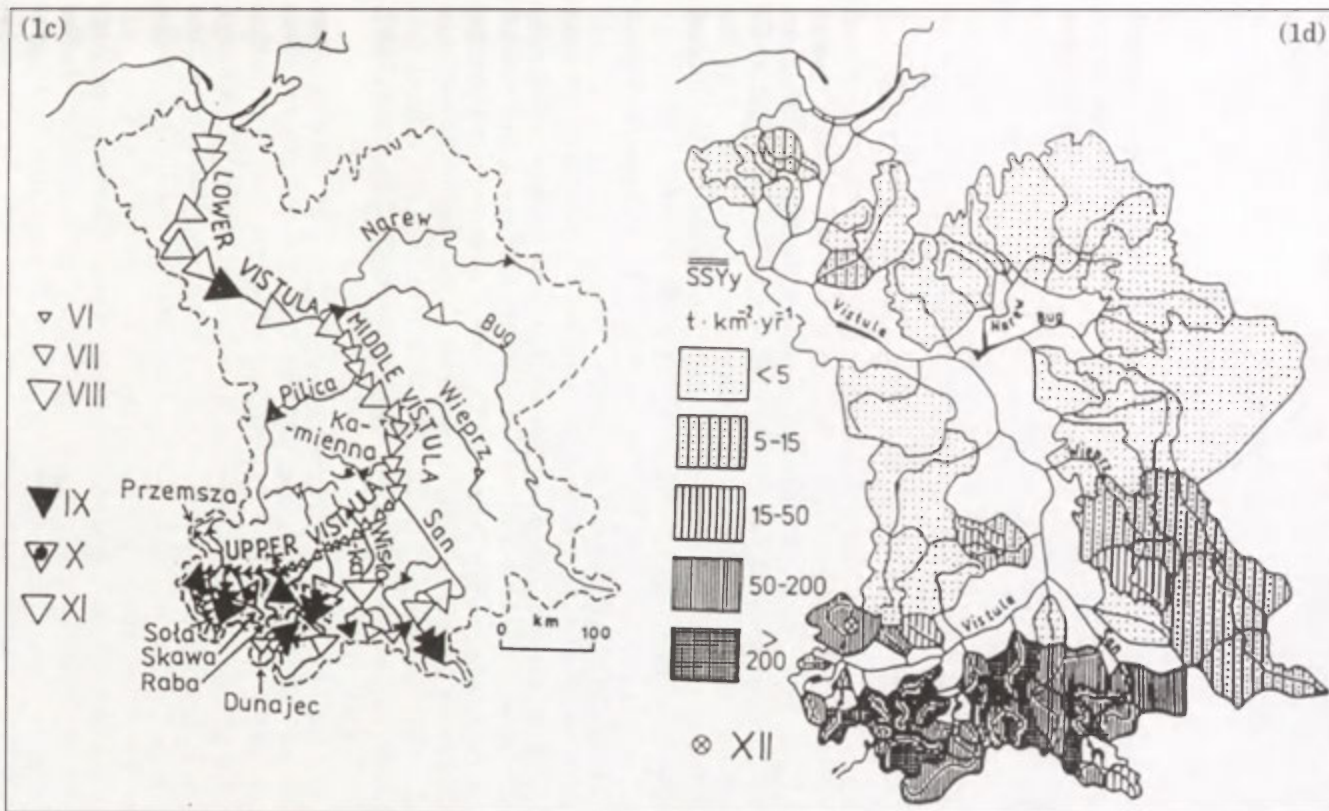 (1c)
LOWER
VISTULA
Narew
Bug
MIDDLE VISTULA
Pilica
Ka-
-mienna
Wieprz
VI
VII
VIII
Przemsza
UPPER VISTULA
Wisło-
ka
San
IX
X
XI
Soła
Skawa
Raba
Dunajec
0 km 100
(1d)
SSYy
t·km⁻²·yr⁻¹
Vistula
Narew
Bug
<5
5-15
Wieprz
15-50
50-200
Vistula
San
>200
XII